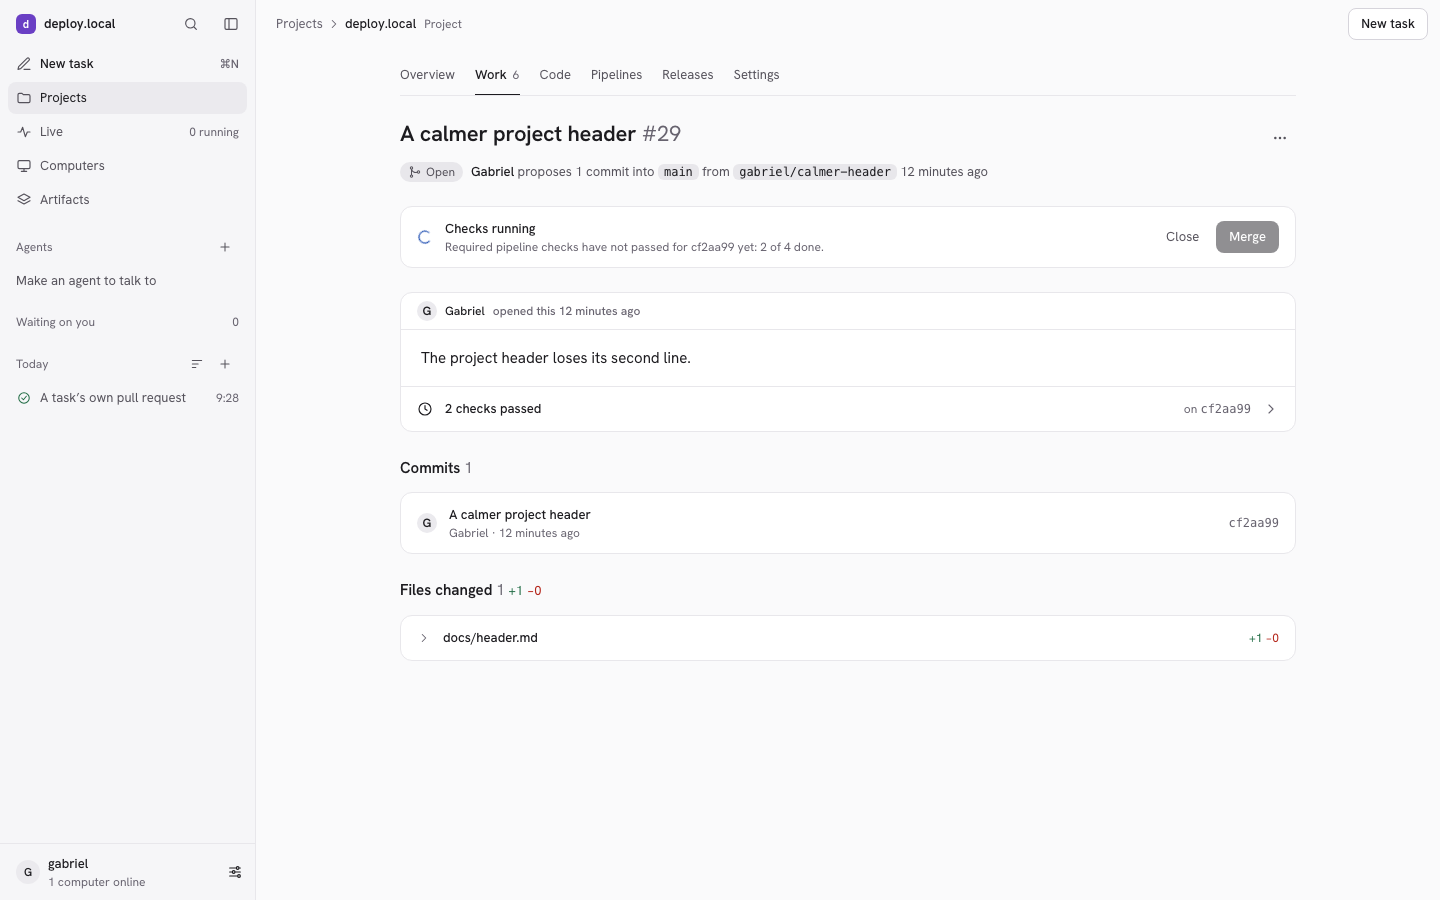 d deploy.local
New task ⌘N
Projects
Live 0 running
Computers
Artifacts
Agents
Make an agent to talk to
Waiting on you 0
Today
A task’s own pull request 9:28
G gabriel
1 computer online
Projects > deploy.local Project
New task
Overview Work 6 Code Pipelines Releases Settings
A calmer project header #29
Open Gabriel proposes 1 commit into main from gabriel/calmer-header 12 minutes ago
Checks running
Required pipeline checks have not passed for cf2aa99 yet: 2 of 4 done.
Close Merge
G Gabriel opened this 12 minutes ago
The project header loses its second line.
2 checks passed on cf2aa99
Commits 1
G A calmer project header
Gabriel · 12 minutes ago
cf2aa99
Files changed 1 +1 −0
docs/header.md +1 −0